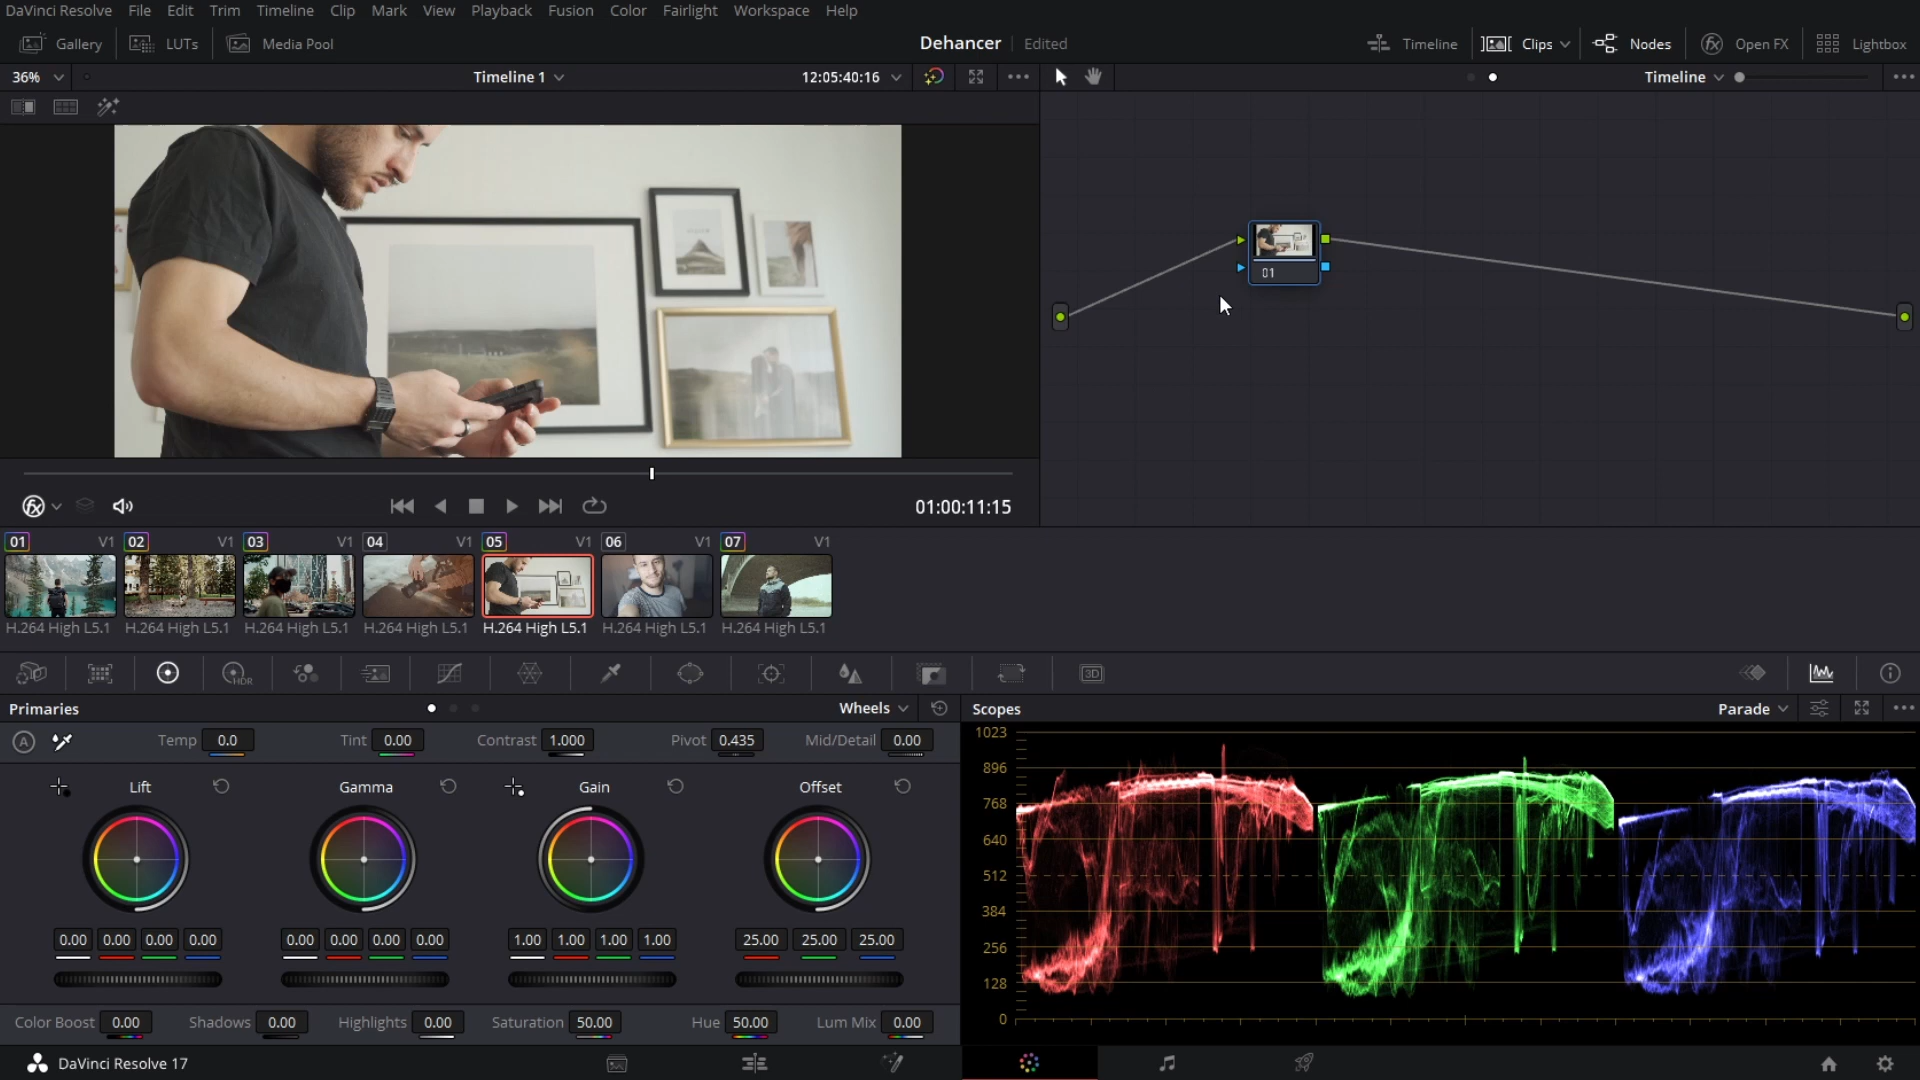 DaVinci Resolve File Edit Trim Timeline Clip Mark View Playback Fusion Color Fairlight Workspace Help
Gallery LUTs Media Pool Dehancer Edited Timeline Clips Nodes Open FX Lightbox
36% Timeline 1 12:05:40:16 Timeline
01
01:00:11:15
01 V1 02 V1 03 V1 04 V1 05 V1 06 V1 07 V1
H.264 High L5.1 H.264 High L5.1 H.264 High L5.1 H.264 High L5.1 H.264 High L5.1 H.264 High L5.1 H.264 High L5.1
HDR 3D
Primaries Wheels Scopes Parade
A Temp 0.0 Tint 0.00 Contrast 1.000 Pivot 0.435 Mid/Detail 0.00
Lift Gamma Gain Offset
0.00 0.00 0.00 0.00 0.00 0.00 0.00 0.00 1.00 1.00 1.00 1.00 25.00 25.00 25.00
Color Boost 0.00 Shadows 0.00 Highlights 0.00 Saturation 50.00 Hue 50.00 Lum Mix 0.00
1023
896
768
640
512
384
256
128
0
DaVinci Resolve 17